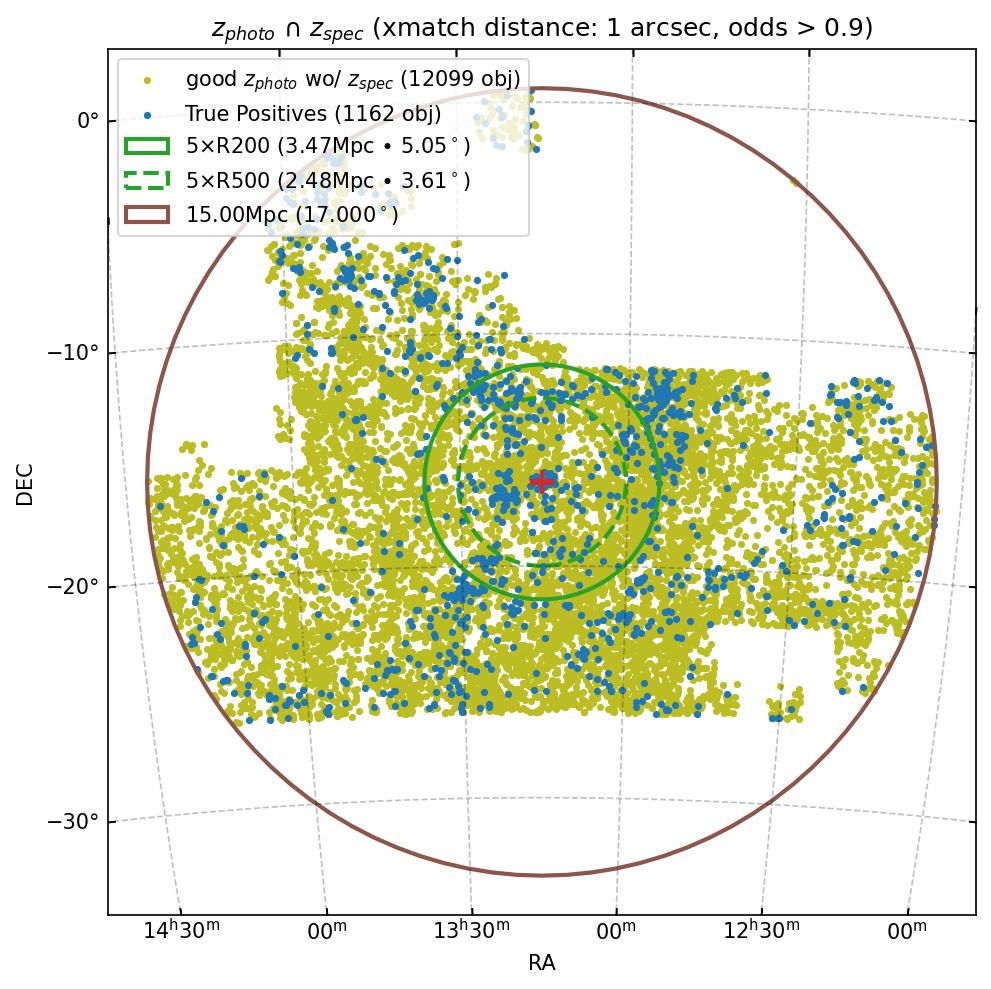 z_photo ∩ z_spec (xmatch distance: 1 arcsec, odds > 0.9)
good z_photo wo/ z_spec (12099 obj)
True Positives (1162 obj)
5×R200 (3.47Mpc • 5.05°)
5×R500 (2.48Mpc • 3.61°)
15.00Mpc (17.000°)
0°
−10°
−20°
−30°
DEC
14h30m 00m 13h30m 00m 12h30m 00m
RA